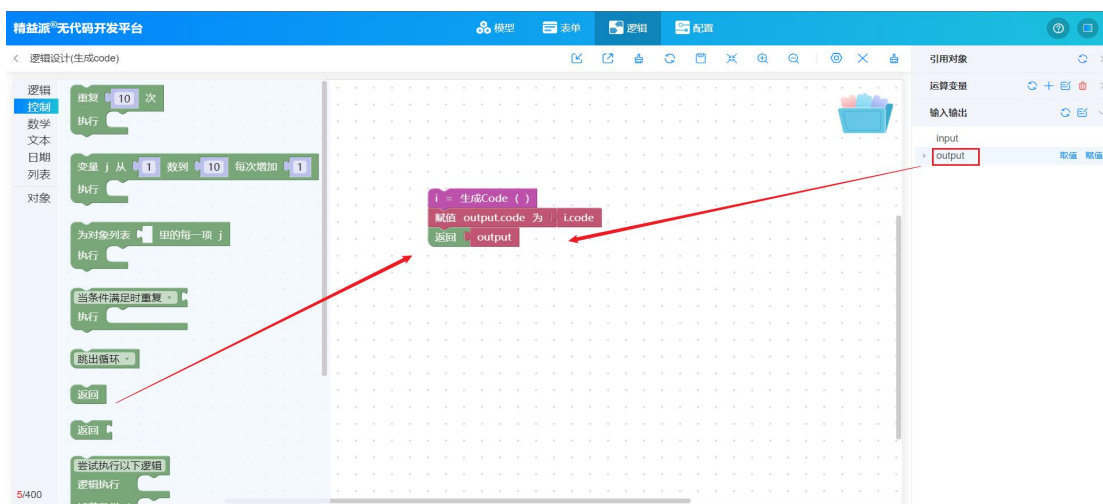 精益派®无代码开发平台 模型 表单 逻辑 配置
逻辑设计(生成code)
引用对象
运算变量
输入输出
input
output 取值 赋值
逻辑
控制
数学
文本
日期
列表
对象
重复 10 次
执行
变量 j 从 1 数到 10 每次增加 1
执行
为对象列表 里的每一项 j
执行
当条件满足时重复
执行
跳出循环
返回
返回
尝试执行以下逻辑
逻辑执行
i = 生成Code ( )
赋值 output.code 为 i.code
返回 output
5/400